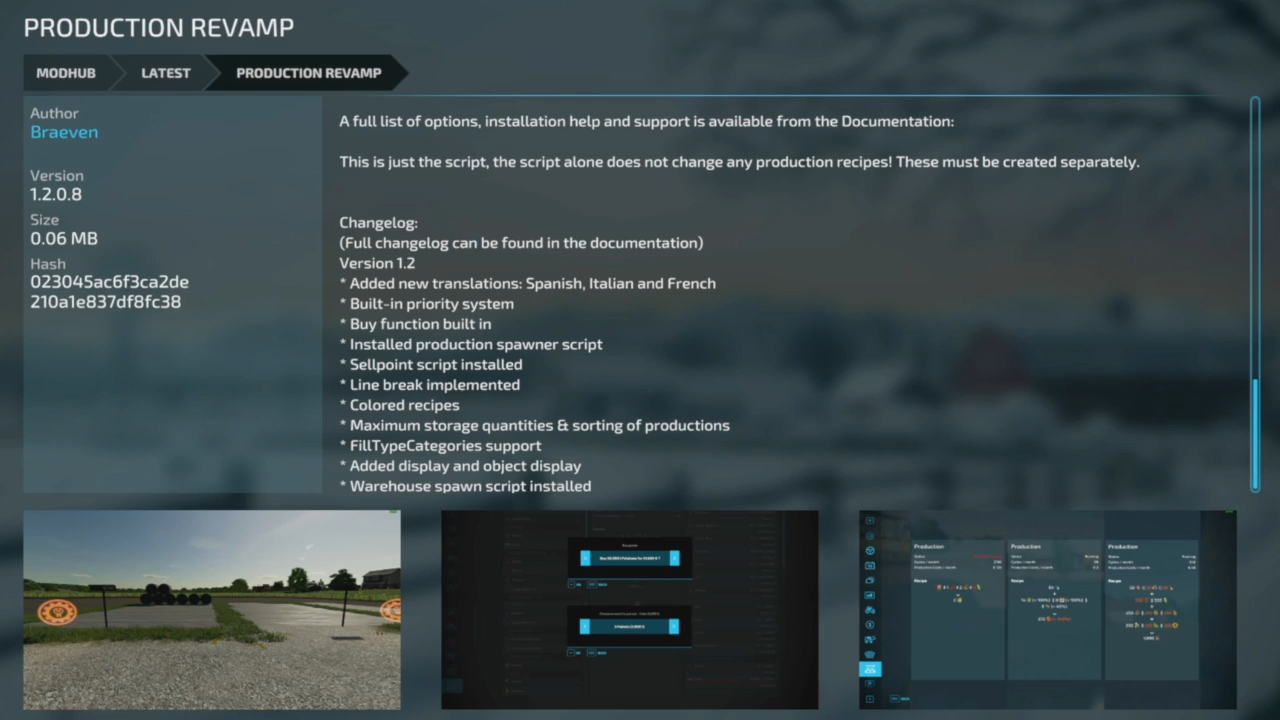 PRODUCTION REVAMP
MODHUB
LATEST
PRODUCTION REVAMP
Author
Braeven
Version
1.2.0.8
Size
0.06 MB
Hash
023045ac6f3ca2de
210a1e837df8fc38
A full list of options, installation help and support is available from the Documentation:
This is just the script, the script alone does not change any production recipes! These must be created separately.
Changelog:
(Full changelog can be found in the documentation)
Version 1.2
* Added new translations: Spanish, Italian and French
* Built-in priority system
* Buy function built in
* Installed production spawner script
* Sellpoint script installed
* Line break implemented
* Colored recipes
* Maximum storage quantities & sorting of productions
* FillTypeCategories support
* Added display and object display
* Warehouse spawn script installed
Production
Production
Production
Recipe
Recipe
Recipe